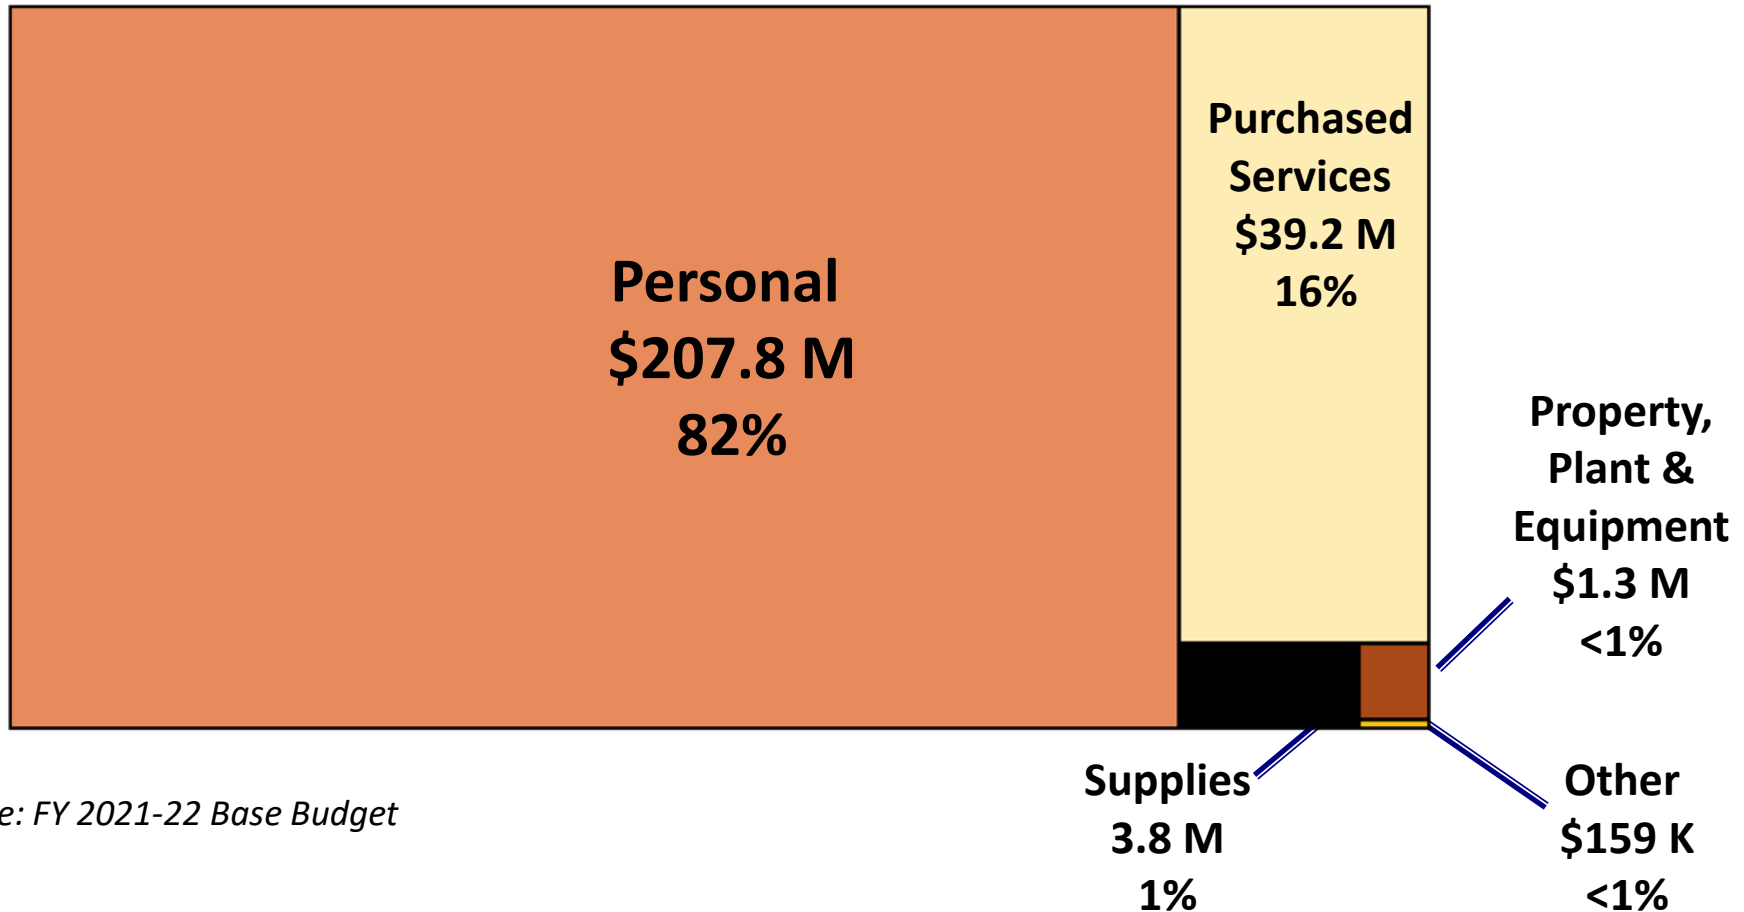 Personal
$207.8 M
82%
Purchased
Services
$39.2 M
16%
Property,
Plant &
Equipment
$1.3 M
<1%
Supplies
3.8 M
1%
Other
$159 K
<1%
e: FY 2021-22 Base Budget